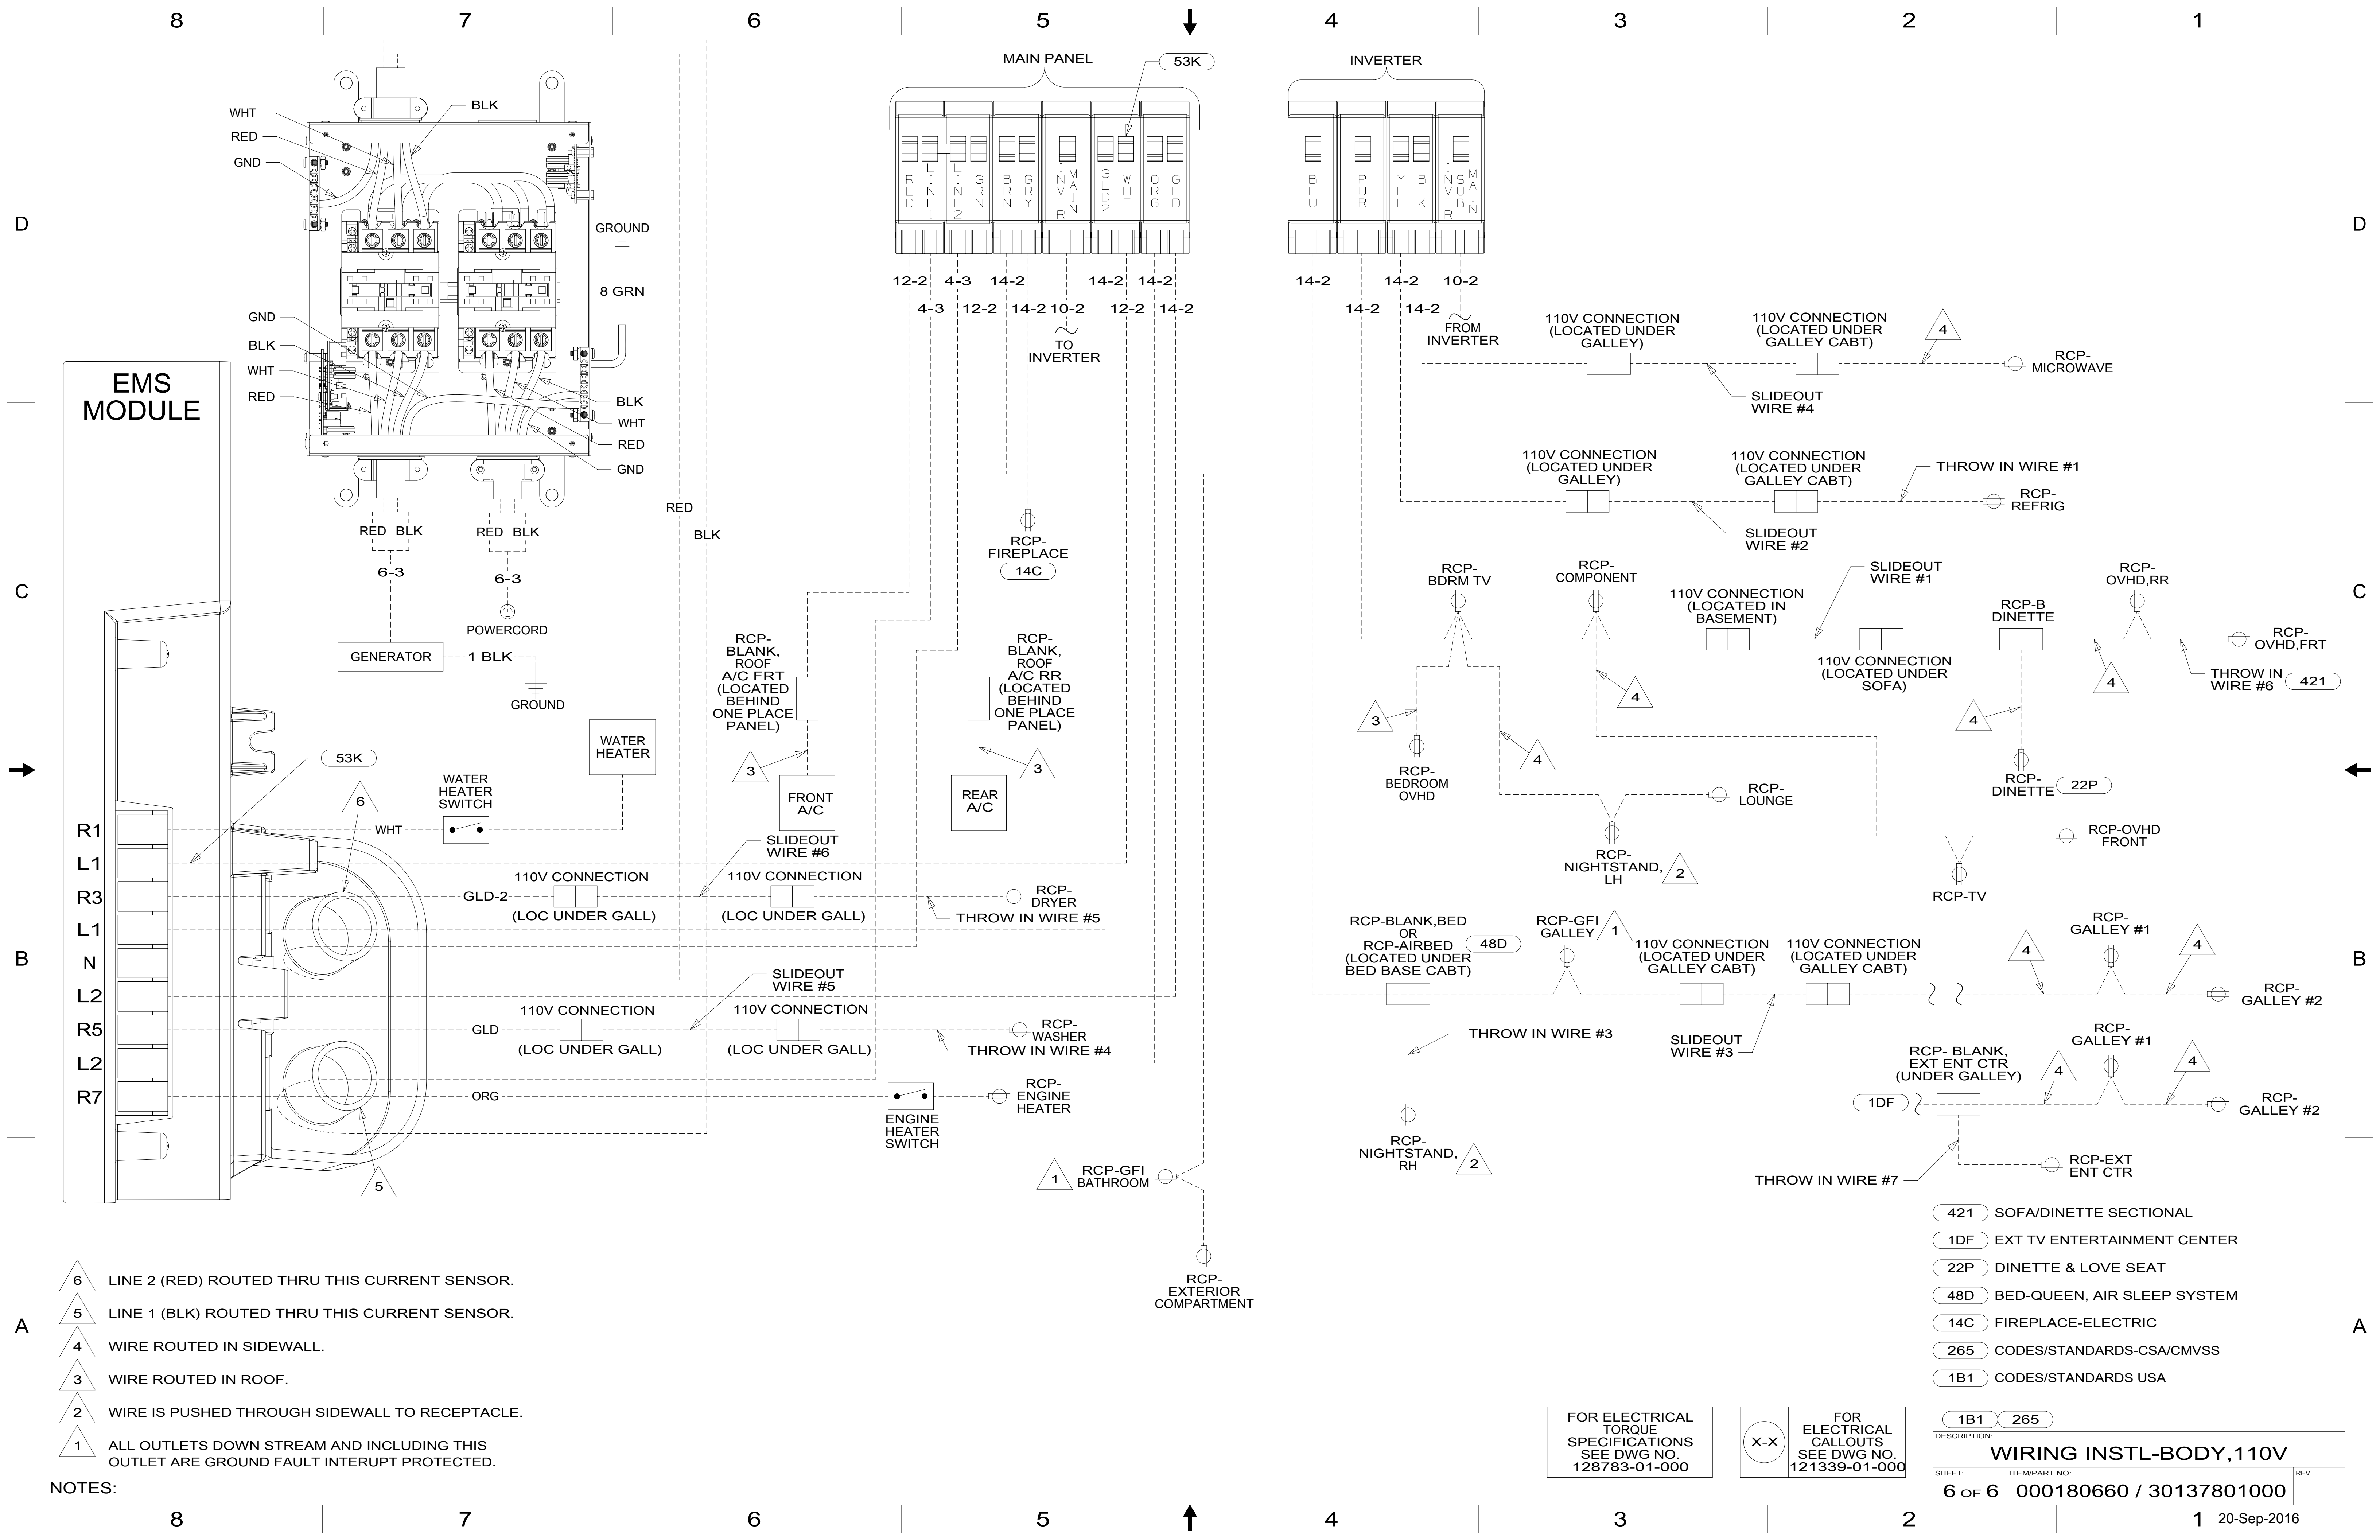 8 7 6 5 4 3 2 1
D
C
B
A
D
C
B
A
8 7 6 5 4 3 2 1
20-Sep-2016
WHT
RED
GND
BLK
GROUND
8 GRN
GND
BLK
WHT
RED
BLK
WHT
RED
GND
RED BLK
RED BLK
6-3
6-3
POWERCORD
GENERATOR
1 BLK
GROUND
RED
BLK
EMS
MODULE
R1
L1
R3
L1
N
L2
R5
L2
R7
53K
6
5
WATER
HEATER
SWITCH
WHT
WATER
HEATER
GLD-2
110V CONNECTION
(LOC UNDER GALL)
SLIDEOUT
WIRE #6
110V CONNECTION
(LOC UNDER GALL)
RCP-
DRYER
THROW IN WIRE #5
GLD
110V CONNECTION
(LOC UNDER GALL)
SLIDEOUT
WIRE #5
110V CONNECTION
(LOC UNDER GALL)
RCP-
WASHER
THROW IN WIRE #4
ORG
ENGINE
HEATER
SWITCH
RCP-
ENGINE
HEATER
1
RCP-GFI
BATHROOM
RCP-
EXTERIOR
COMPARTMENT
MAIN PANEL
53K
RED
LINE1
LINE2
GRN
BRN
GRY
INVTR
MAIN
GLD2
WHT
ORG
GLD
12-2 4-3 14-2 14-2 14-2
4-3 12-2 14-2 10-2 12-2 14-2
TO
INVERTER
RCP-
FIREPLACE
14C
RCP-
BLANK,
ROOF
A/C FRT
(LOCATED
BEHIND
ONE PLACE
PANEL)
3
FRONT
A/C
RCP-
BLANK,
ROOF
A/C RR
(LOCATED
BEHIND
ONE PLACE
PANEL)
3
REAR
A/C
INVERTER
BLU
PUR
YEL
BLK
INVTR
SUB
MAIN
14-2 14-2 10-2
14-2 14-2
FROM
INVERTER
110V CONNECTION
(LOCATED UNDER
GALLEY)
110V CONNECTION
(LOCATED UNDER
GALLEY CABT)
4
SLIDEOUT
WIRE #4
RCP-
MICROWAVE
110V CONNECTION
(LOCATED UNDER
GALLEY)
110V CONNECTION
(LOCATED UNDER
GALLEY CABT)
THROW IN WIRE #1
SLIDEOUT
WIRE #2
RCP-
REFRIG
RCP-
BDRM TV
RCP-
COMPONENT
110V CONNECTION
(LOCATED IN
BASEMENT)
SLIDEOUT
WIRE #1
110V CONNECTION
(LOCATED UNDER
SOFA)
RCP-B
DINETTE
RCP-
OVHD,RR
RCP-
OVHD,FRT
4
THROW IN
WIRE #6
421
3
RCP-
BEDROOM
OVHD
4
4
4
RCP-
DINETTE
22P
RCP-
LOUNGE
RCP-
NIGHTSTAND,
LH
2
RCP-OVHD
FRONT
RCP-TV
RCP-BLANK,BED
OR
RCP-AIRBED
(LOCATED UNDER
BED BASE CABT)
48D
RCP-GFI
GALLEY
1
110V CONNECTION
(LOCATED UNDER
GALLEY CABT)
110V CONNECTION
(LOCATED UNDER
GALLEY CABT)
4
RCP-
GALLEY #1
4
RCP-
GALLEY #2
THROW IN WIRE #3
SLIDEOUT
WIRE #3
RCP-
NIGHTSTAND,
RH
2
RCP- BLANK,
EXT ENT CTR
(UNDER GALLEY)
1DF
4
RCP-
GALLEY #1
4
RCP-
GALLEY #2
THROW IN WIRE #7
RCP-EXT
ENT CTR
421 SOFA/DINETTE SECTIONAL
1DF EXT TV ENTERTAINMENT CENTER
22P DINETTE & LOVE SEAT
48D BED-QUEEN, AIR SLEEP SYSTEM
14C FIREPLACE-ELECTRIC
265 CODES/STANDARDS-CSA/CMVSS
1B1 CODES/STANDARDS USA
6 LINE 2 (RED) ROUTED THRU THIS CURRENT SENSOR.
5 LINE 1 (BLK) ROUTED THRU THIS CURRENT SENSOR.
4 WIRE ROUTED IN SIDEWALL.
3 WIRE ROUTED IN ROOF.
2 WIRE IS PUSHED THROUGH SIDEWALL TO RECEPTACLE.
1 ALL OUTLETS DOWN STREAM AND INCLUDING THIS
OUTLET ARE GROUND FAULT INTERUPT PROTECTED.
NOTES:
FOR ELECTRICAL
TORQUE
SPECIFICATIONS
SEE DWG NO.
128783-01-000
X-X
FOR
ELECTRICAL
CALLOUTS
SEE DWG NO.
121339-01-000
1B1 265
DESCRIPTION:
WIRING INSTL-BODY,110V
SHEET:
6 OF 6
ITEM/PART NO:
000180660 / 30137801000
REV